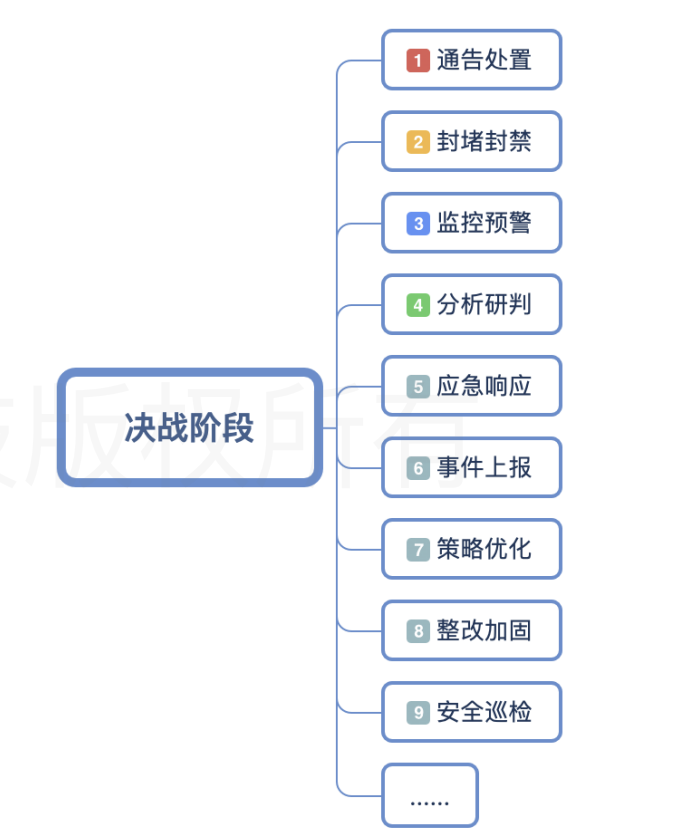 1 通告处置
2 封堵封禁
3 监控预警
4 分析研判
5 应急响应
决战阶段
6 事件上报
7 策略优化
8 整改加固
9 安全巡检
......
版权所有